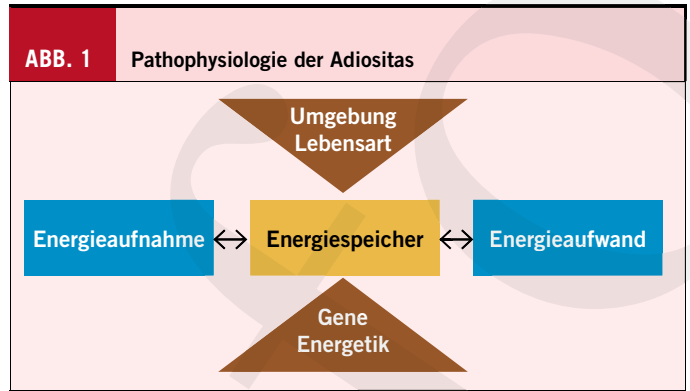 ABB. 1 Pathophysiologie der Adiositas
Umgebung
Lebensart
Energieaufnahme ↔ Energiespeicher ↔ Energieaufwand
Gene
Energetik